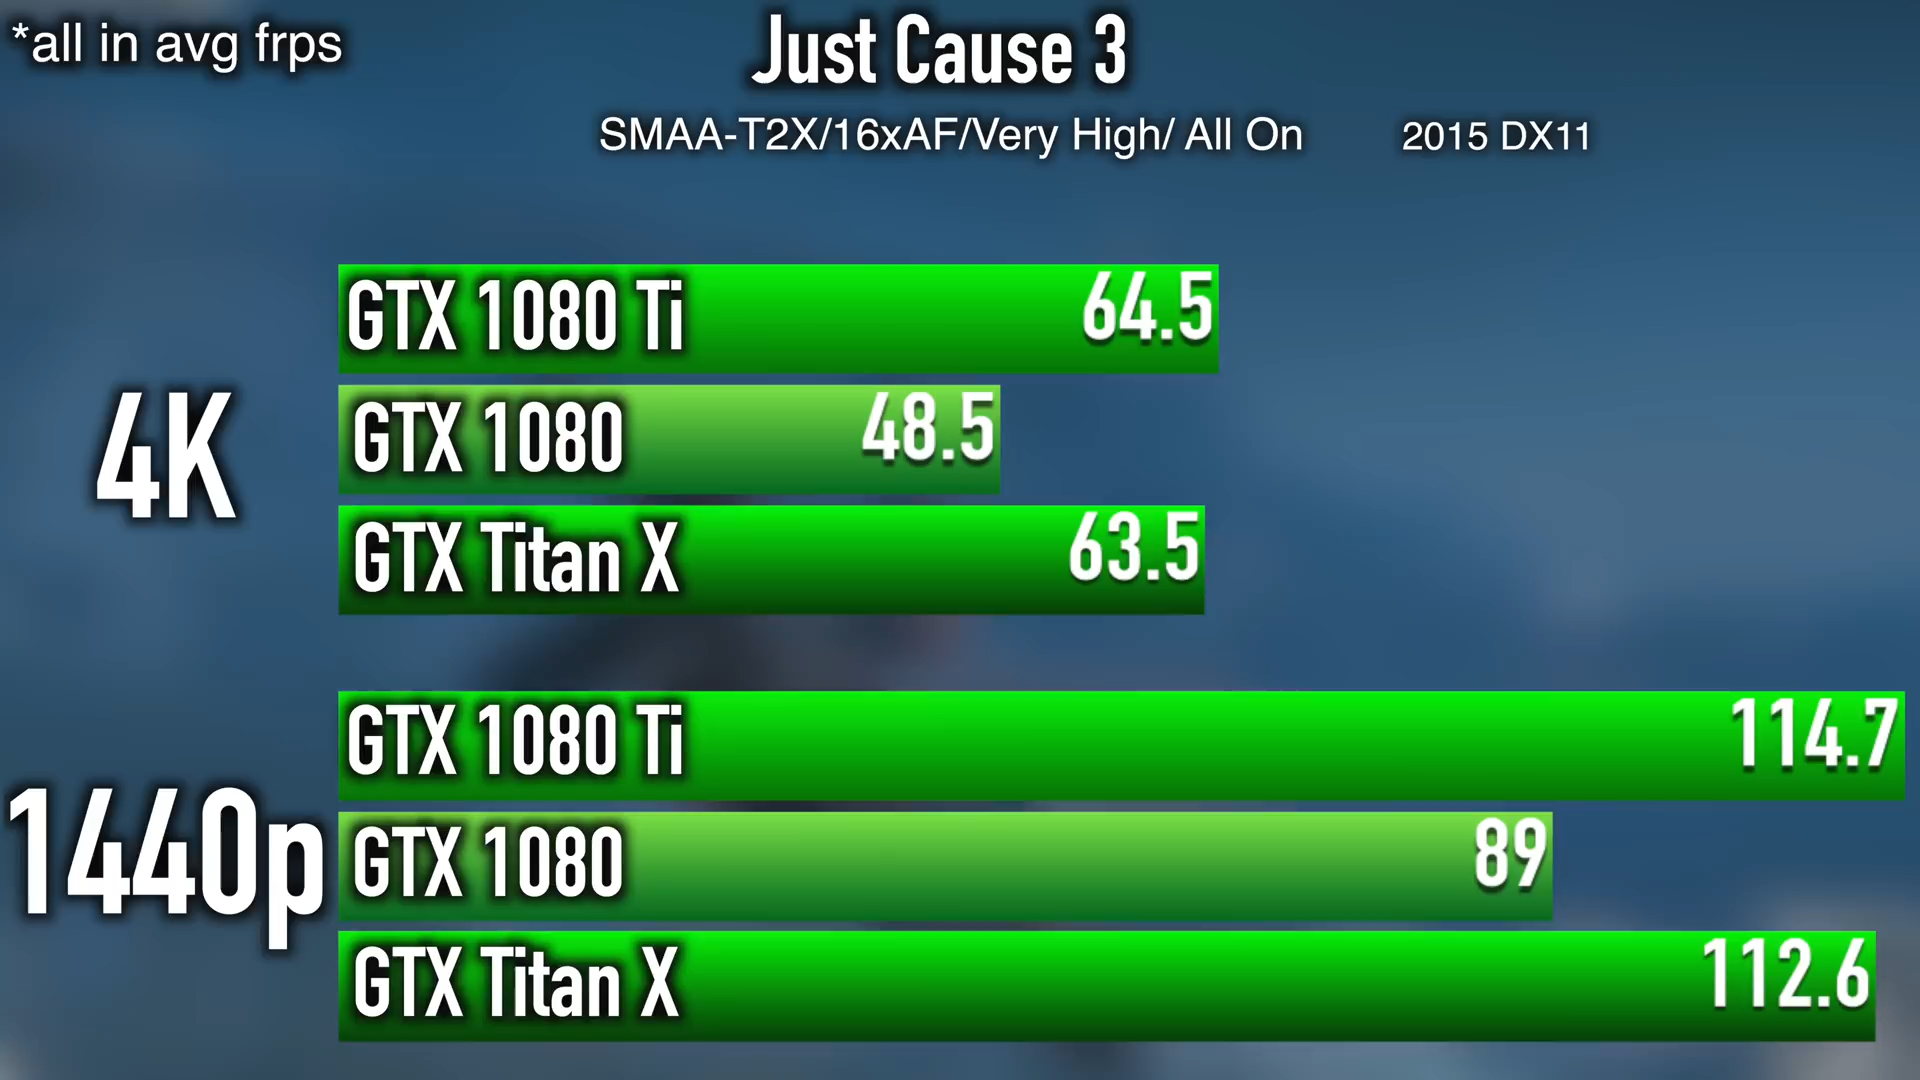 *all in avg frps
Just Cause 3
SMAA-T2X/16xAF/Very High/ All On
2015 DX11
4K
GTX 1080 Ti 64.5
GTX 1080 48.5
GTX Titan X 63.5
1440p
GTX 1080 Ti 114.7
GTX 1080 89
GTX Titan X 112.6